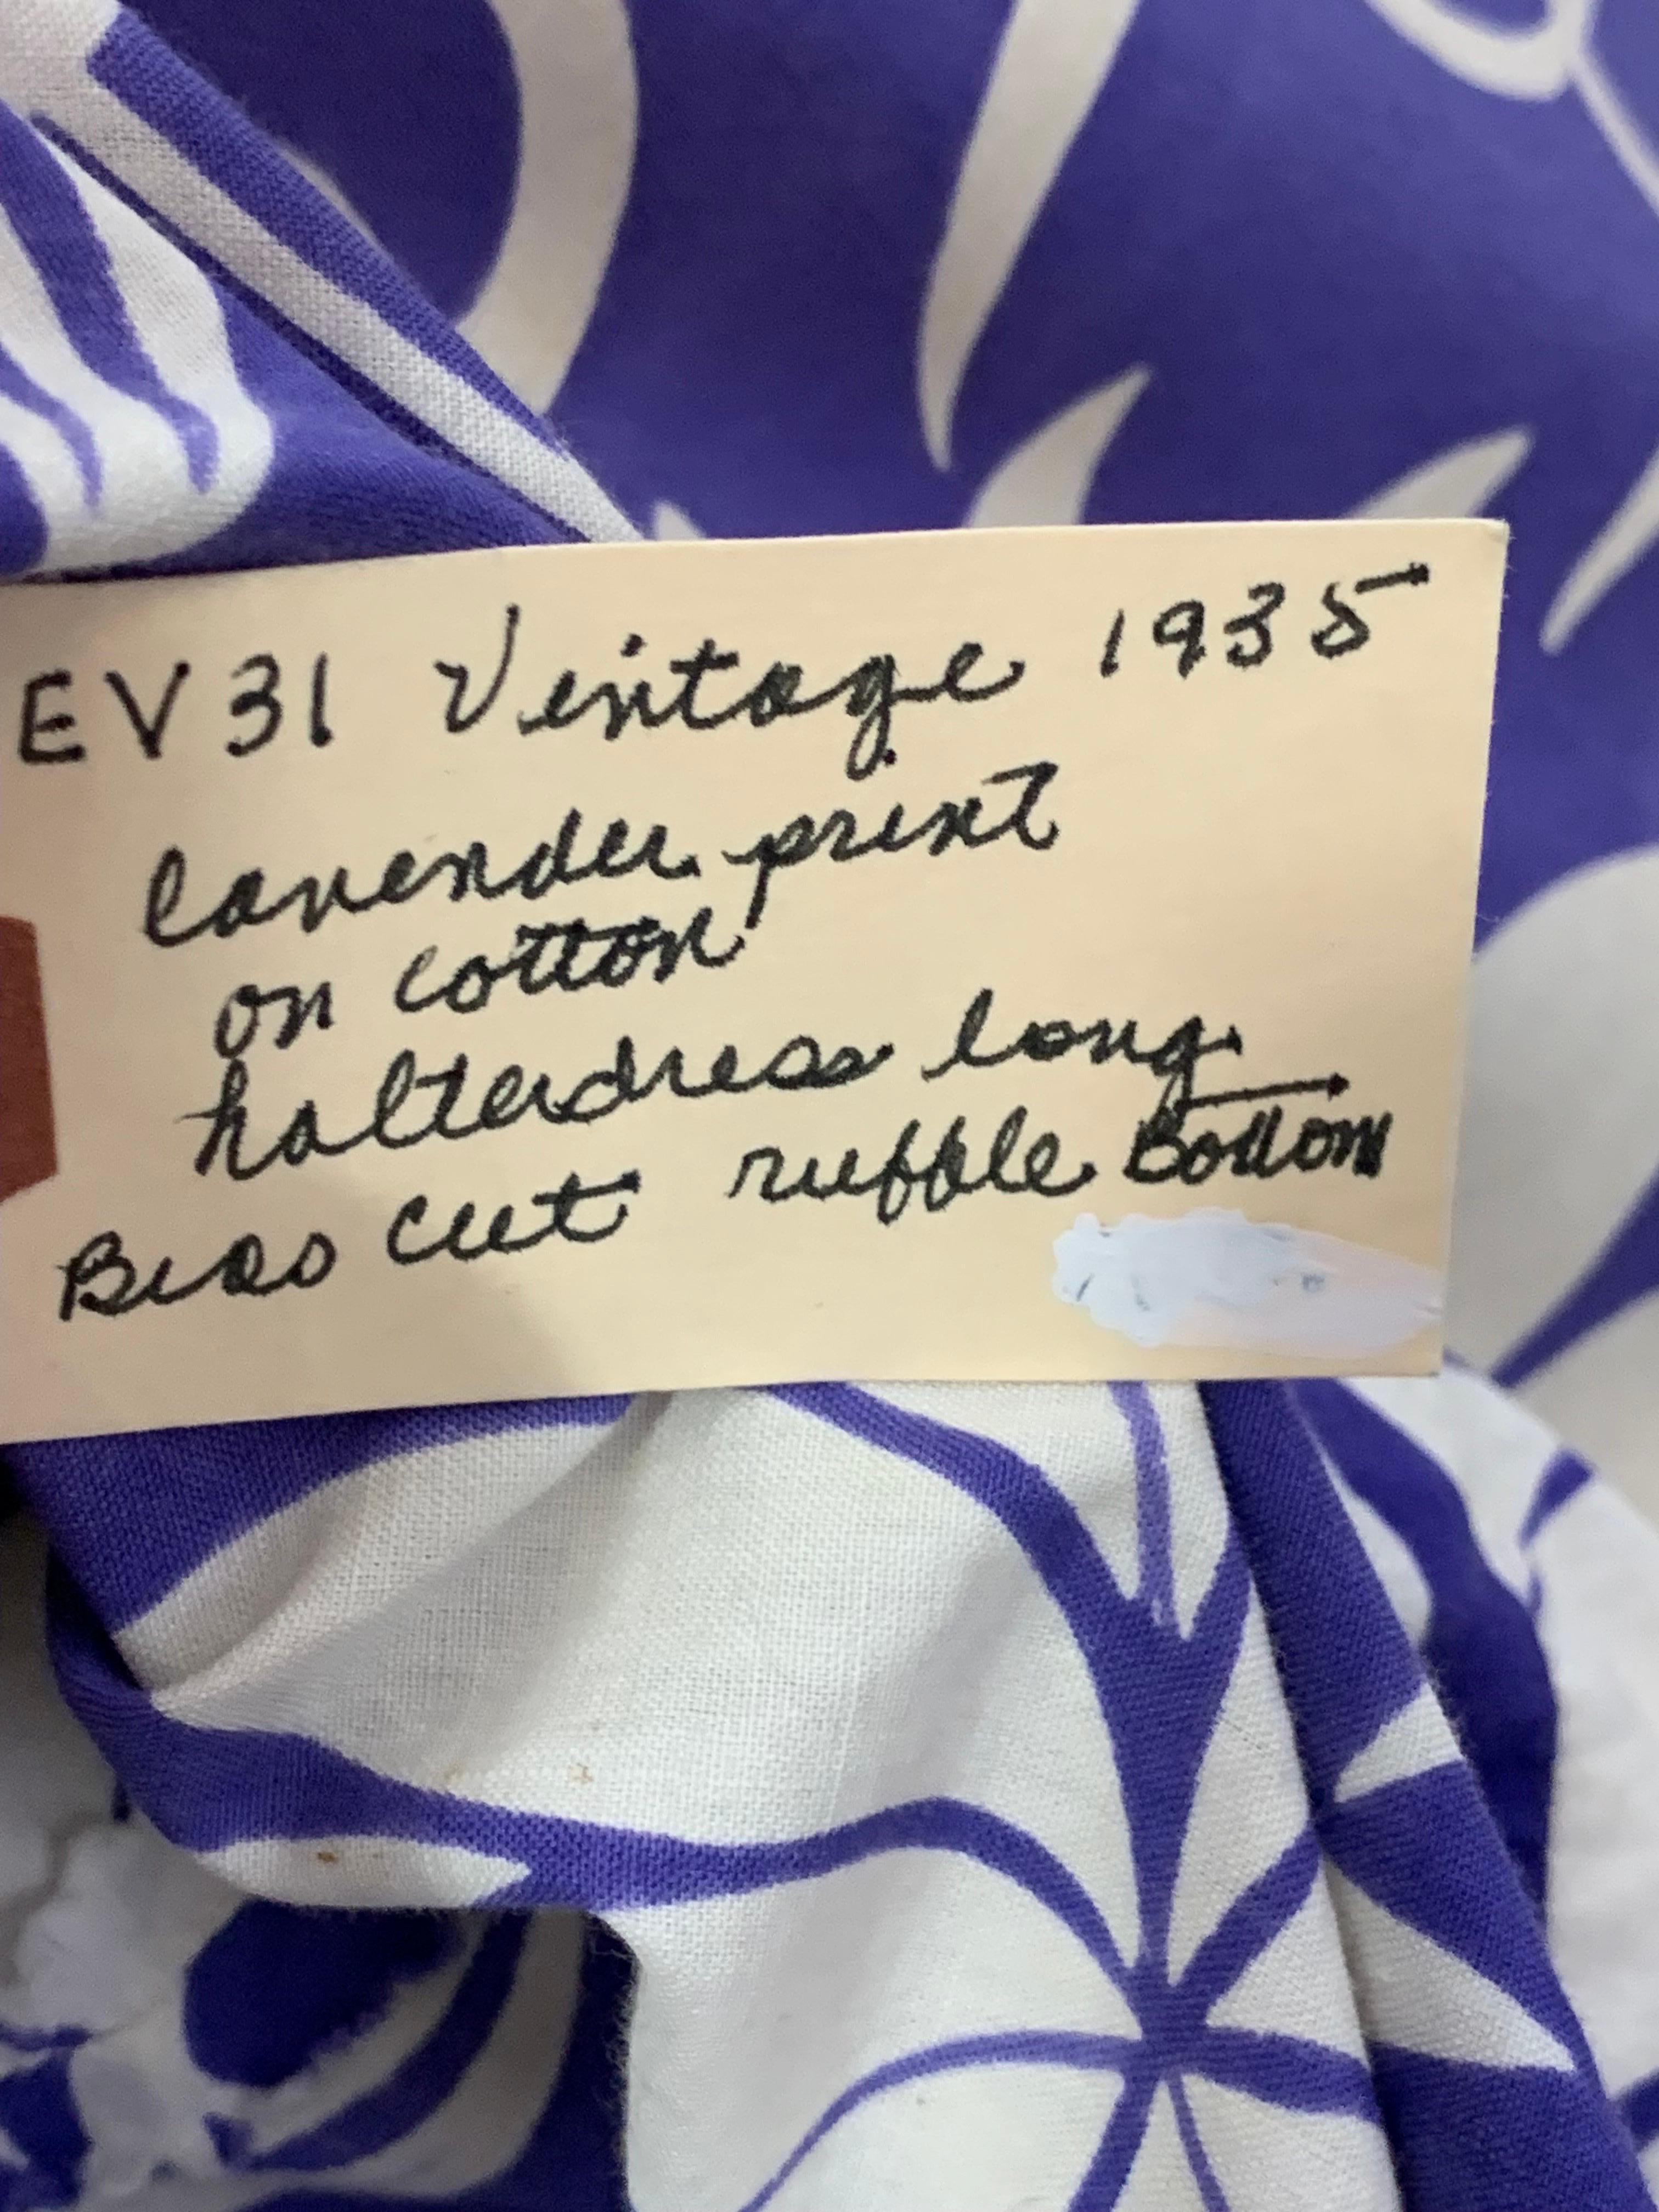 EV31 Vintage 1935
lavender print
on cotton
halterdress long
Bias cut ruffle Bottom